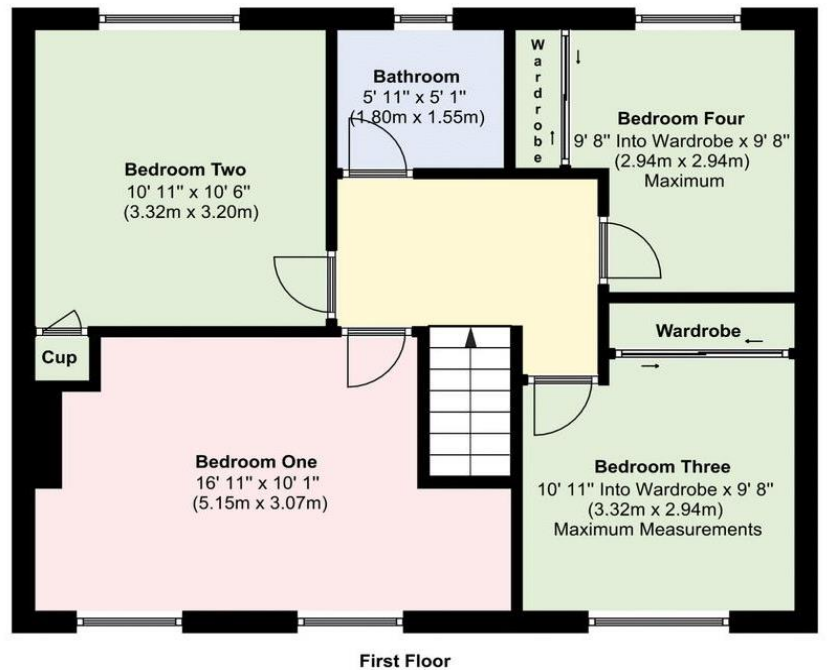 Bathroom
5' 11" x 5' 1"
(1.80m x 1.55m)
Wardrobe
Bedroom Four
9' 8" Into Wardrobe x 9' 8"
(2.94m x 2.94m)
Maximum
Bedroom Two
10' 11" x 10' 6"
(3.32m x 3.20m)
Cup
Wardrobe
Bedroom One
16' 11" x 10' 1"
(5.15m x 3.07m)
Bedroom Three
10' 11" Into Wardrobe x 9' 8"
(3.32m x 2.94m)
Maximum Measurements
First Floor